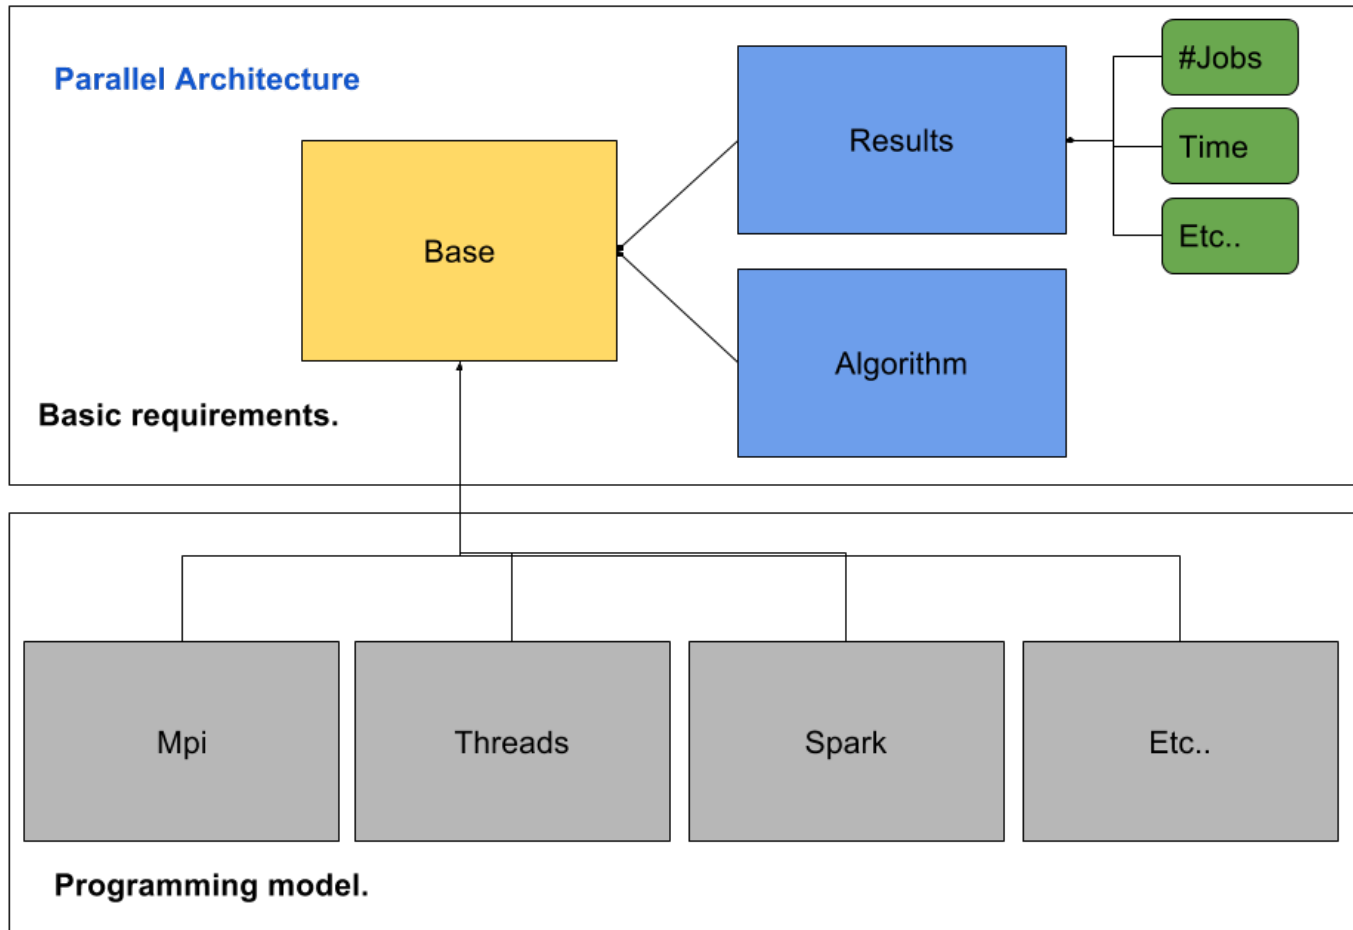 Parallel Architecture
#Jobs
Results
Time
Base
Etc..
Algorithm
Basic requirements.
Mpi
Threads
Spark
Etc..
Programming model.